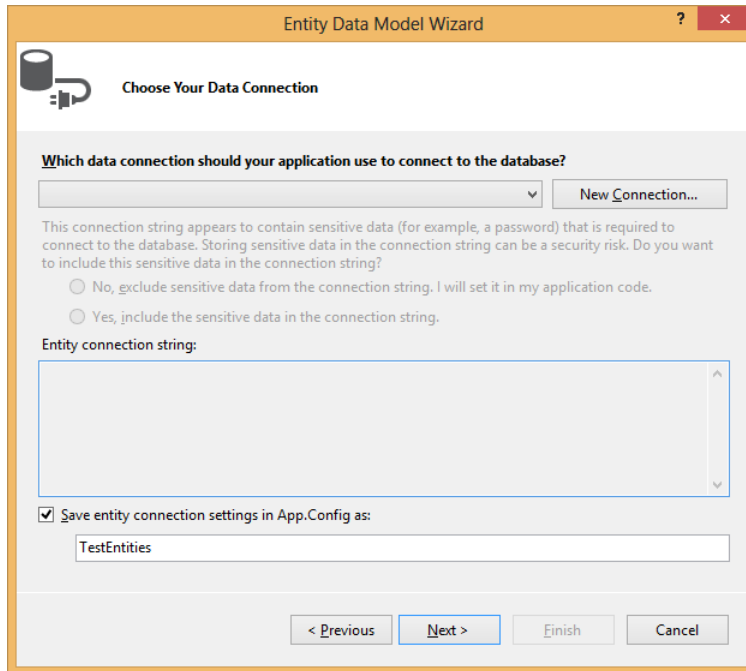 Entity Data Model Wizard
?
Choose Your Data Connection
Which data connection should your application use to connect to the database?
New Connection...
This connection string appears to contain sensitive data (for example, a password) that is required to
connect to the database. Storing sensitive data in the connection string can be a security risk. Do you want
to include this sensitive data in the connection string?
No, exclude sensitive data from the connection string. I will set it in my application code.
Yes, include the sensitive data in the connection string.
Entity connection string:
Save entity connection settings in App.Config as:
TestEntities
< Previous
Next >
Finish
Cancel